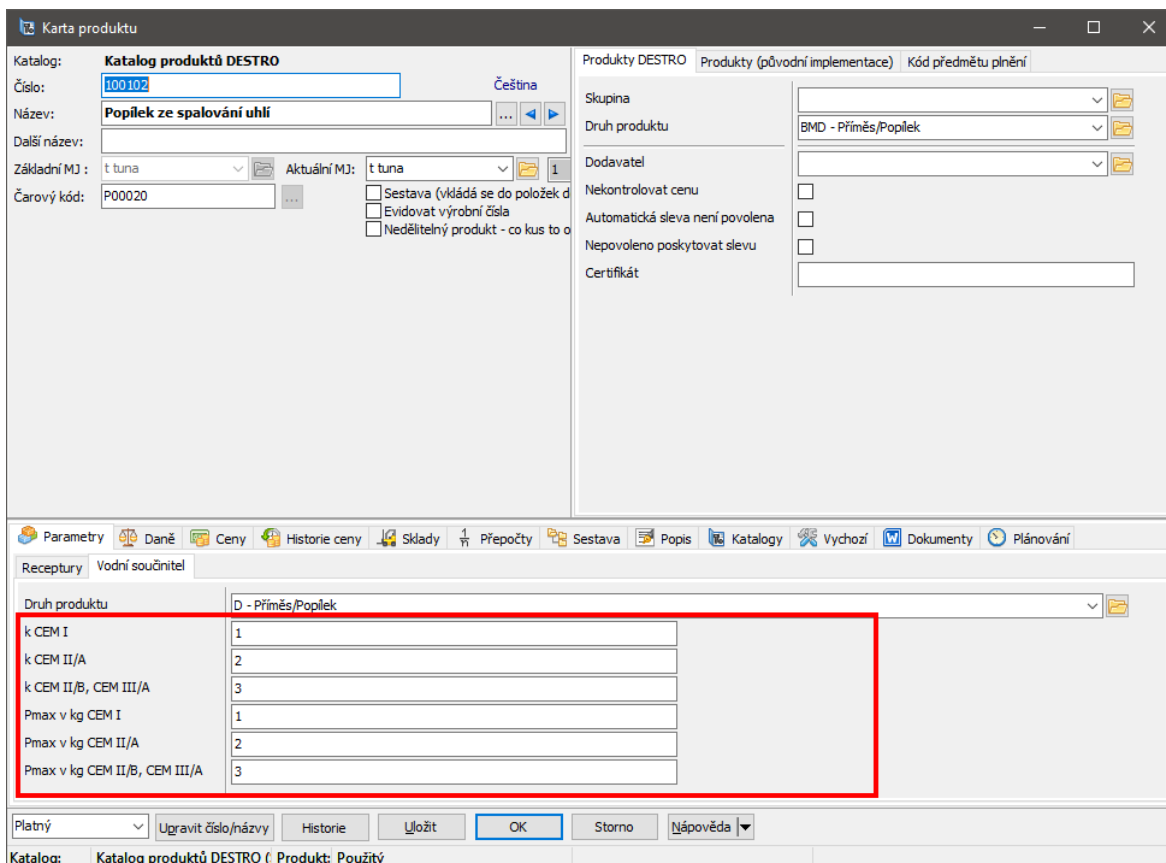 Karta produktu
Katalog: Katalog produktů DESTRO
Číslo: 100102 Čeština
Název: Popílek ze spalování uhlí ...
Další název:
Základní MJ : t tuna Aktuální MJ: t tuna 1
Čarový kód: P00020 ...
Sestava (vkládá se do položek d
Evidovat výrobní čísla
Nedělitelný produkt - co kus to o
Produkty DESTRO Produkty (původní implementace) Kód předmětu plnění
Skupina
Druh produktu BMD - Příměs/Popílek
Dodavatel
Nekontrolovat cenu
Automatická sleva není povolena
Nepovoleno poskytovat slevu
Certifikát
Parametry Daně Ceny Historie ceny Sklady Přepočty Sestava Popis Katalogy Vychozí Dokumenty Plánování
Receptury Vodní součinitel
Druh produktu D - Příměs/Popílek
k CEM I 1
k CEM II/A 2
k CEM II/B, CEM III/A 3
Pmax v kg CEM I 1
Pmax v kg CEM II/A 2
Pmax v kg CEM II/B, CEM III/A 3
Platný Upravit číslo/názvy Historie Uložit OK Storno Nápověda
Katalog: Katalog produktů DESTRO ( Produkt: Použitý